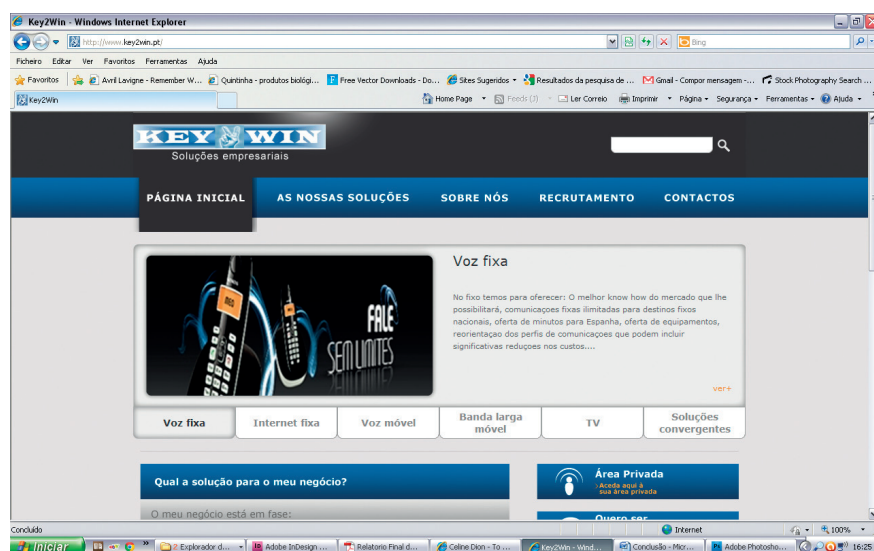 Key2Win - Windows Internet Explorer
http://www.key2win.pt/
Bing
Ficheiro Editar Ver Favoritos Ferramentas Ajuda
Favoritos Avril Lavigne - Remember W... Quintinha - produtos biológi... Free Vector Downloads - Do... Sites Sugeridos Resultados da pesquisa de ... Gmail - Compor mensagem -... Stock Photography Search ...
Key2Win Home Page Feeds (J) Ler Correio Imprimir Página Segurança Ferramentas Ajuda
KEY WIN
Soluções empresariais
PÁGINA INICIAL AS NOSSAS SOLUÇÕES SOBRE NÓS RECRUTAMENTO CONTACTOS
Voz fixa
No fixo temos para oferecer: O melhor know how do mercado que lhe
possibilitará, comunicaçoes fixas ilimitadas para destinos fixos
nacionais, oferta de minutos para Espanha, oferta de equipamentos,
reorientaçao dos perfis de comunicaçoes que podem incluir
significativas reduçoes nos custos....
FALE
SEM LIMITES
ver+
Voz fixa Internet fixa Voz móvel Banda larga móvel TV Soluções convergentes
Qual a solução para o meu negócio?
O meu negócio está em fase:
Área Privada
Aceda aqui à
sua área privada
Quero ser
Concluído Internet 100%
Iniciar 2 Explorador d... Adobe InDesign ... Relatorio Final d... Celine Dion - To ... Key2Win - Wind... Conclusão - Micr... Adobe Photosho... 16:25